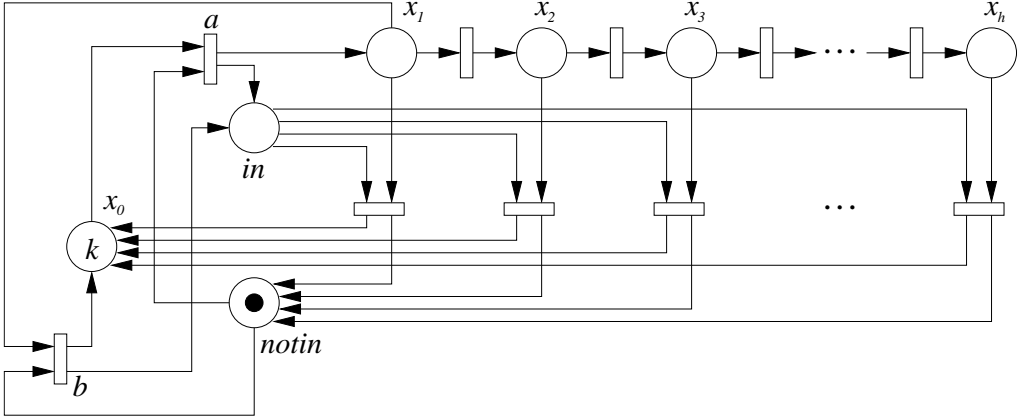 x₁ x₂ x₃ xₕ
a
...
in
x₀
...
k
notin
b